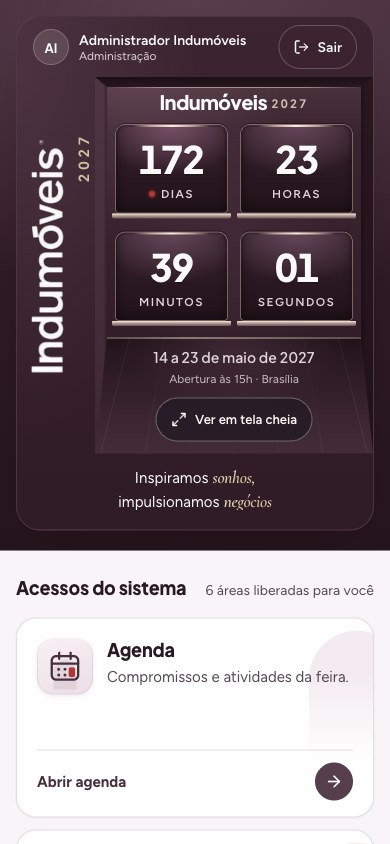 AI
Administrador Indumóveis
Administração
Sair
Indumóveis
2027
Indumóveis 2027
172
DIAS
23
HORAS
39
MINUTOS
01
SEGUNDOS
14 a 23 de maio de 2027
Abertura às 15h · Brasília
Ver em tela cheia
Inspiramos sonhos,
impulsionamos negócios
Acessos do sistema
6 áreas liberadas para você
Agenda
Compromissos e atividades da feira.
Abrir agenda